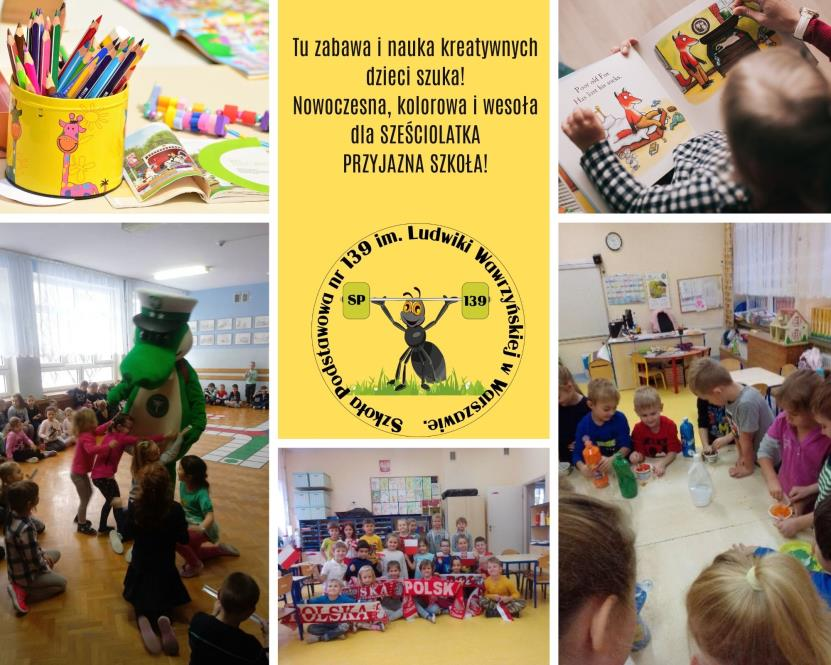 Tu zabawa i nauka kreatywnych
dzieci szuka!
Nowoczesna, kolorowa i wesoła
dla SZEŚCIOLATKA
PRZYJAZNA SZKOŁA!
Poor old Fox
Has lost his socks.
Szkoła Podstawowa nr 139 im. Ludwiki Wawrzyńskiej w Warszawie.
SP
139
POLSKA
SKA
POLSK